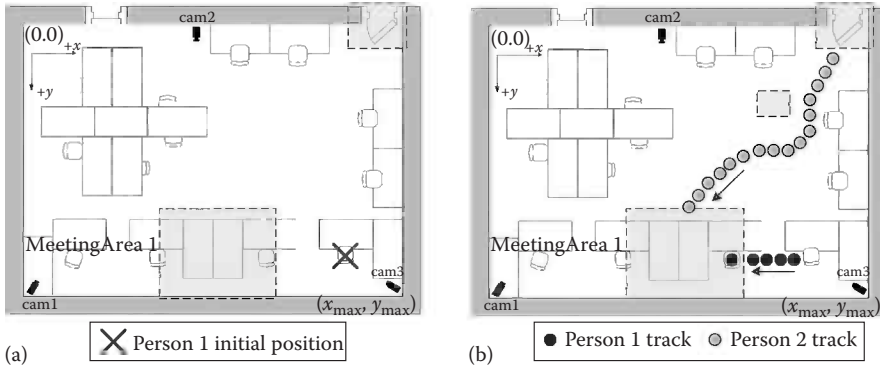 cam2
(0.0)
+x
+y
MeetingArea 1
cam1
cam3
(xmax, ymax)
Person 1 initial position
(a)
cam2
(0.0)
+x
+y
MeetingArea 1
cam1
cam3
(xmax, ymax)
Person 1 track Person 2 track
(b)